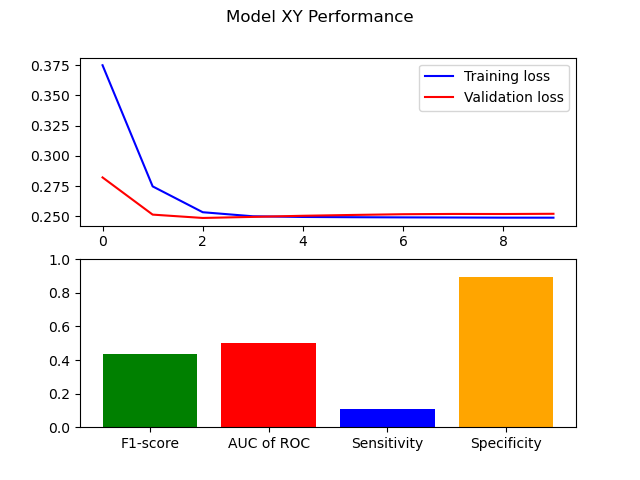 Model XY Performance
0.375
0.350
0.325
0.300
0.275
0.250
Training loss
Validation loss
0 2 4 6 8
1.0
0.8
0.6
0.4
0.2
0.0
F1-score AUC of ROC Sensitivity Specificity